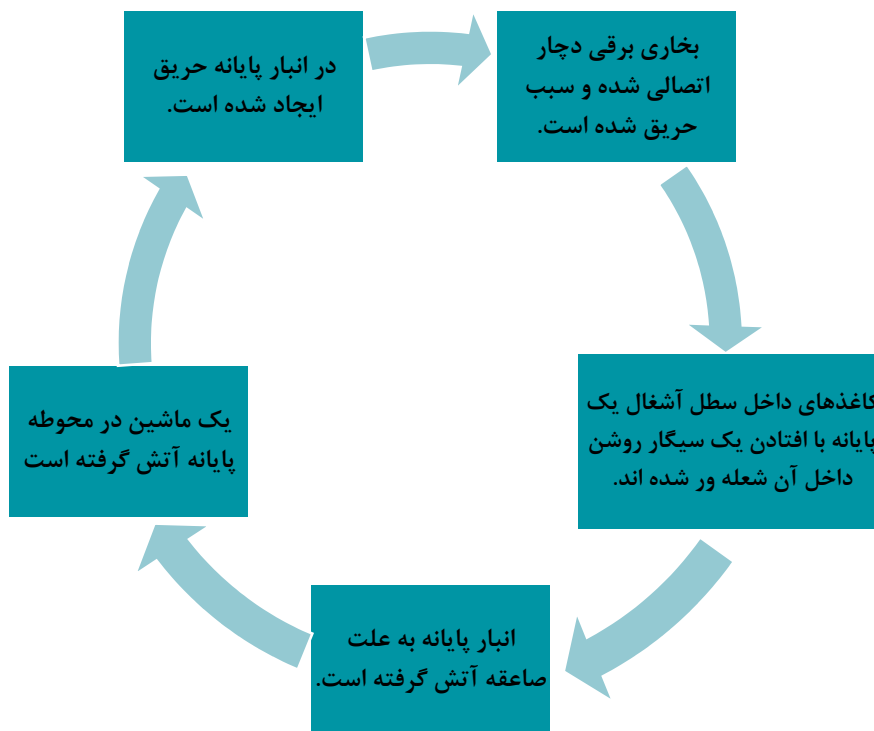 بخاری برقی دچار
اتصالی شده و سبب
حریق شده است.
در انبار پایانه حریق
ایجاد شده است.
کاغذهای داخل سطل آشغال یک
پایانه با افتادن یک سیگار روشن
داخل آن شعله ور شده اند.
انبار پایانه به علت
صاعقه آتش گرفته است.
یک ماشین در محوطه
پایانه آتش گرفته است